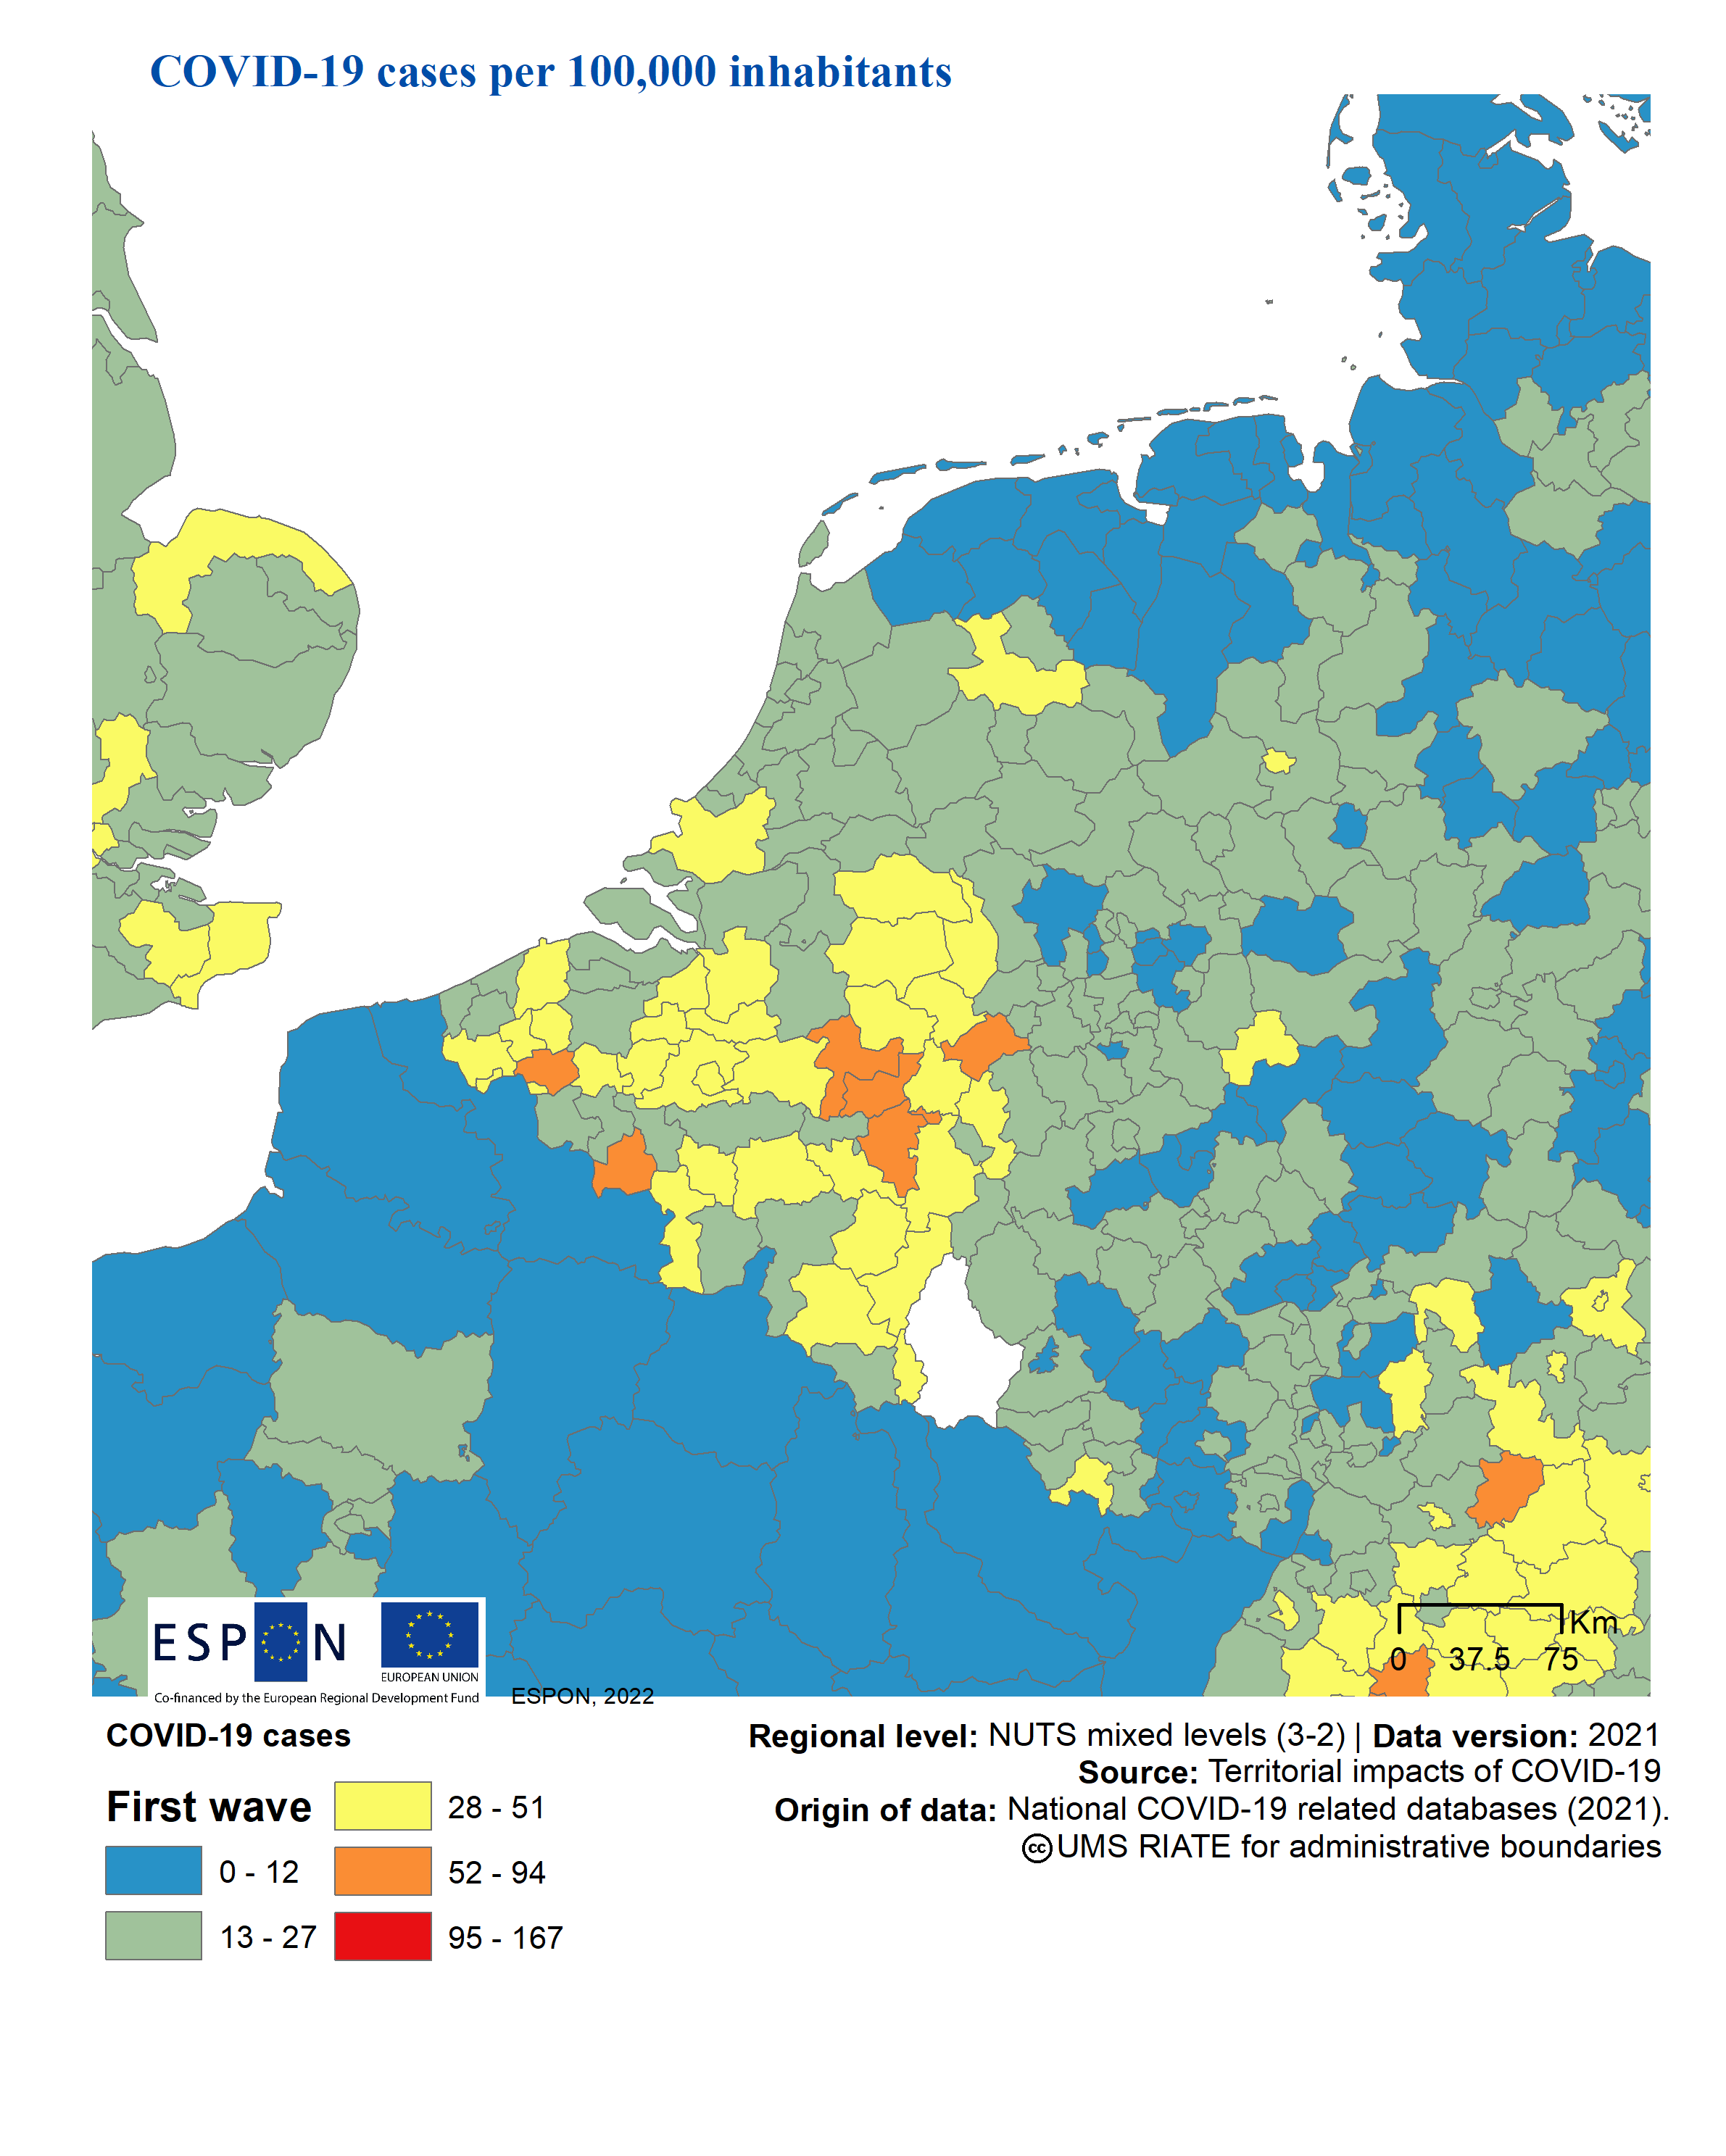 COVID-19 cases per 100,000 inhabitants
Km
0 37.5 75
ESPON
EUROPEAN UNION
Co-financed by the European Regional Development Fund
ESPON, 2022
COVID-19 cases
First wave
0 - 12
13 - 27
28 - 51
52 - 94
95 - 167
Regional level: NUTS mixed levels (3-2) | Data version: 2021
Source: Territorial impacts of COVID-19
Origin of data: National COVID-19 related databases (2021).
cc UMS RIATE for administrative boundaries